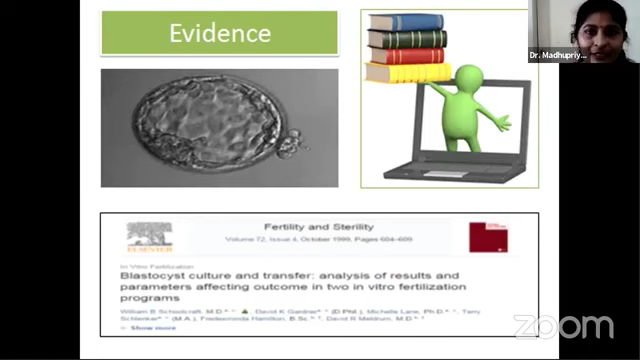 Evidence
Dr. Madhupriy...
ELSEVIER
Fertility and Sterility
Volume 72, Issue 4, October 1999, Pages 604-609
In Vitro Fertilization
Blastocyst culture and transfer: analysis of results and
parameters affecting outcome in two in vitro fertilization
programs
William B Schoolcraft M.D. David K Gardner (D.Phil.) Michelle Lane, Ph.D. Terry
Schlenker (M.A.) Fredesminda Hamilton, B.Sc. David R Meldrum, M.D.
Show more
zoom